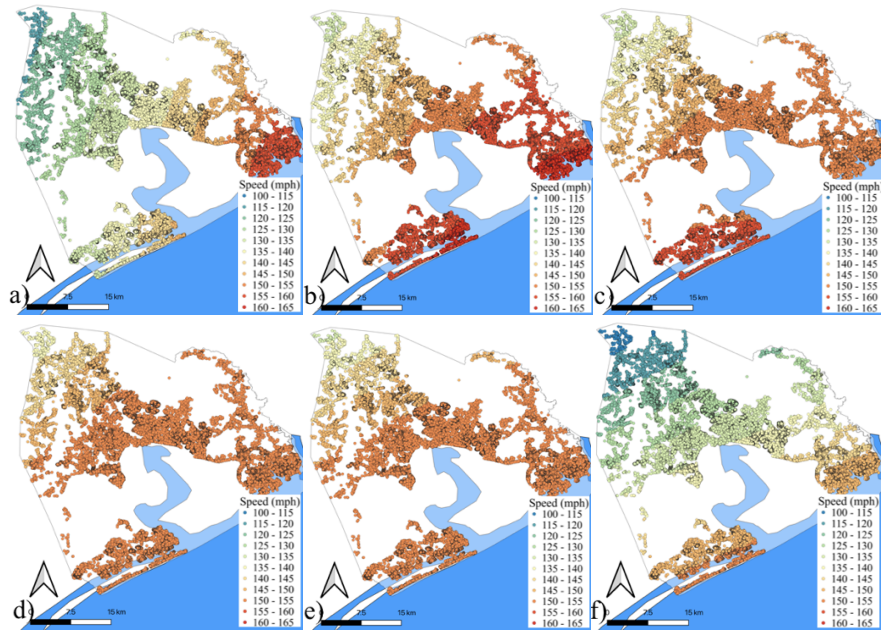 Speed (mph)
100 - 115
115 - 120
120 - 125
125 - 130
130 - 135
135 - 140
140 - 145
145 - 150
150 - 155
155 - 160
160 - 165
a)
7.5
15 km
Speed (mph)
100 - 115
115 - 120
120 - 125
125 - 130
130 - 135
135 - 140
140 - 145
145 - 150
150 - 155
155 - 160
160 - 165
b)
7.5
15 km
Speed (mph)
100 - 115
115 - 120
120 - 125
125 - 130
130 - 135
135 - 140
140 - 145
145 - 150
150 - 155
155 - 160
160 - 165
c)
7.5
15 km
Speed (mph)
100 - 115
115 - 120
120 - 125
125 - 130
130 - 135
135 - 140
140 - 145
145 - 150
150 - 155
155 - 160
160 - 165
d)
7.5
15 km
Speed (mph)
100 - 115
115 - 120
120 - 125
125 - 130
130 - 135
135 - 140
140 - 145
145 - 150
150 - 155
155 - 160
160 - 165
e)
7.5
15 km
Speed (mph)
100 - 115
115 - 120
120 - 125
125 - 130
130 - 135
135 - 140
140 - 145
145 - 150
150 - 155
155 - 160
160 - 165
f)
7.5
15 km